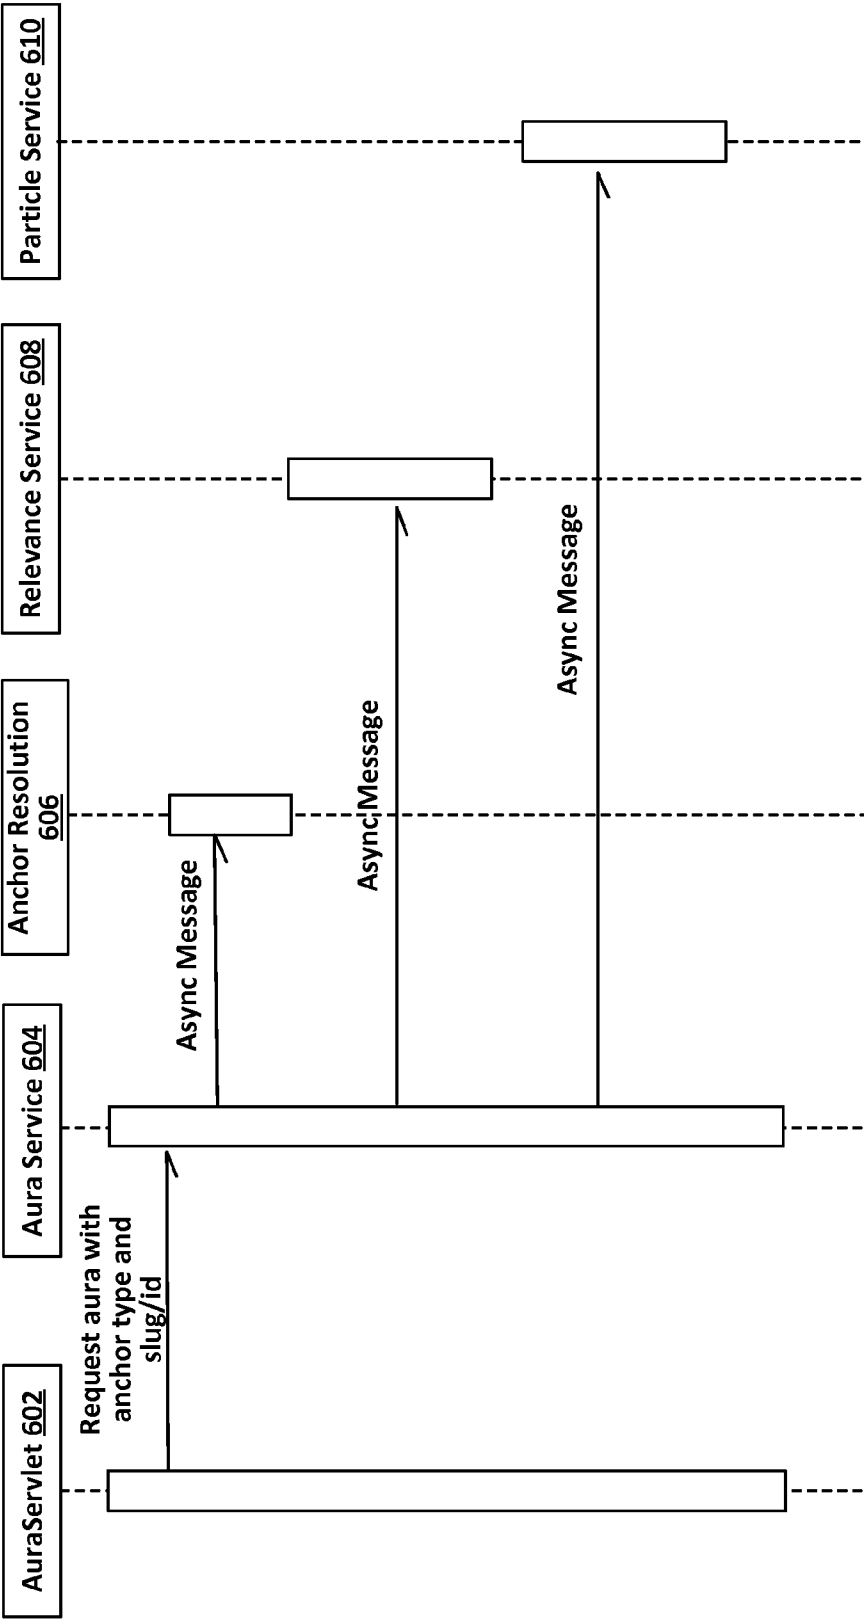 AuraServlet 602
Aura Service 604
Anchor Resolution
606
Relevance Service 608
Particle Service 610
Request aura with
anchor type and
slug/id
Async Message
Async Message
Async Message